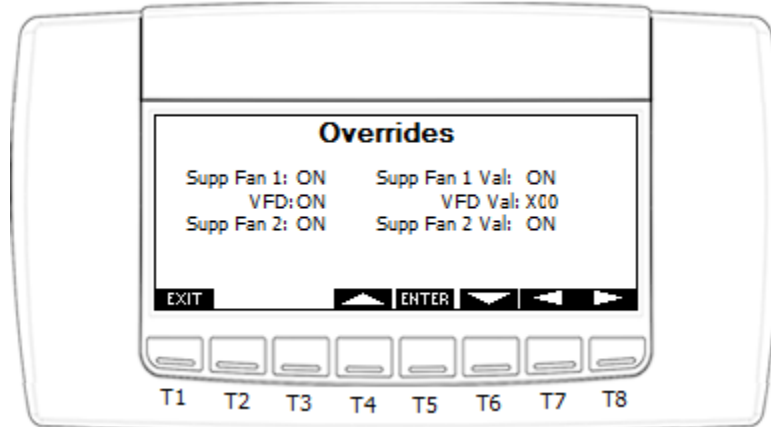 Overrides
Supp Fan 1: ON Supp Fan 1 Val: ON
VFD: ON VFD Val: X00
Supp Fan 2: ON Supp Fan 2 Val: ON
EXIT ENTER
T1 T2 T3 T4 T5 T6 T7 T8